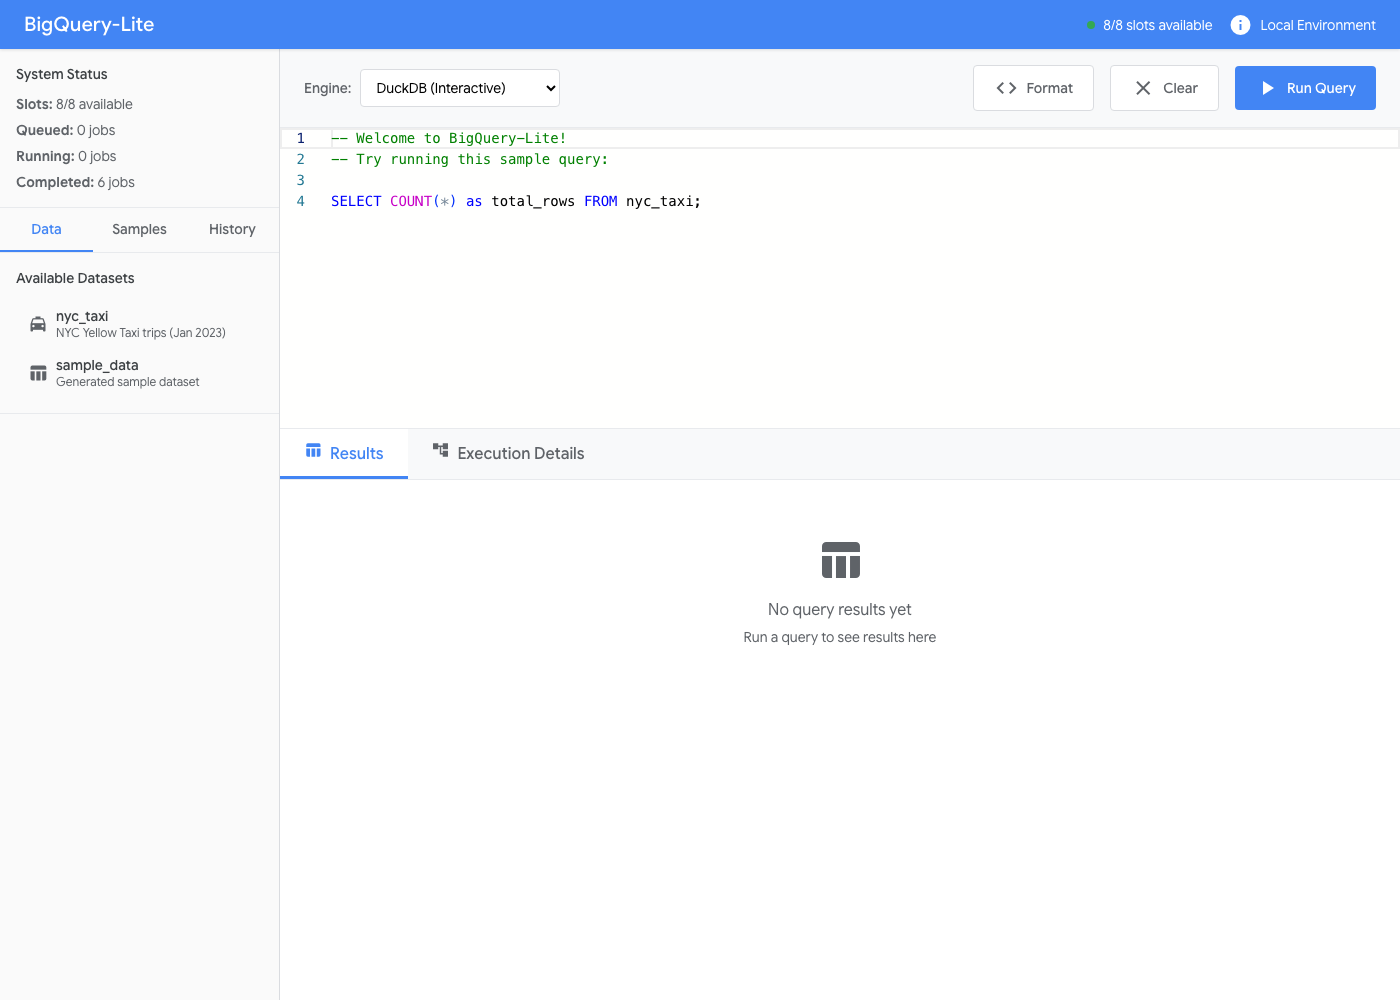 BigQuery-Lite
8/8 slots available
Local Environment
System Status
Slots: 8/8 available
Queued: 0 jobs
Running: 0 jobs
Completed: 6 jobs
Data
Samples
History
Available Datasets
nyc_taxi
NYC Yellow Taxi trips (Jan 2023)
sample_data
Generated sample dataset
Engine:
DuckDB (Interactive)
Format
Clear
Run Query
1 -- Welcome to BigQuery-Lite!
2 -- Try running this sample query:
3
4 SELECT COUNT(*) as total_rows FROM nyc_taxi;
Results
Execution Details
No query results yet
Run a query to see results here